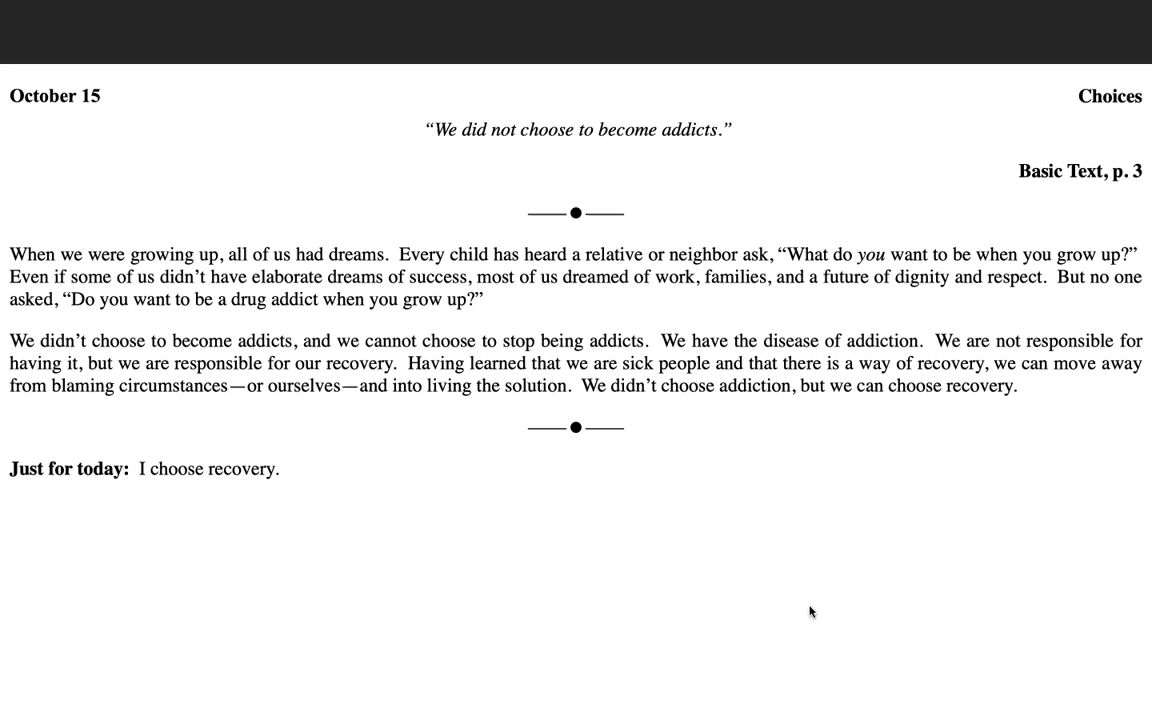 October 15
Choices
“We did not choose to become addicts.”
Basic Text, p. 3
When we were growing up, all of us had dreams.  Every child has heard a relative or neighbor ask, “What do you want to be when you grow up?”
Even if some of us didn’t have elaborate dreams of success, most of us dreamed of work, families, and a future of dignity and respect.  But no one
asked, “Do you want to be a drug addict when you grow up?”
We didn’t choose to become addicts, and we cannot choose to stop being addicts.  We have the disease of addiction.  We are not responsible for
having it, but we are responsible for our recovery.  Having learned that we are sick people and that there is a way of recovery, we can move away
from blaming circumstances—or ourselves—and into living the solution.  We didn’t choose addiction, but we can choose recovery.
Just for today:  I choose recovery.